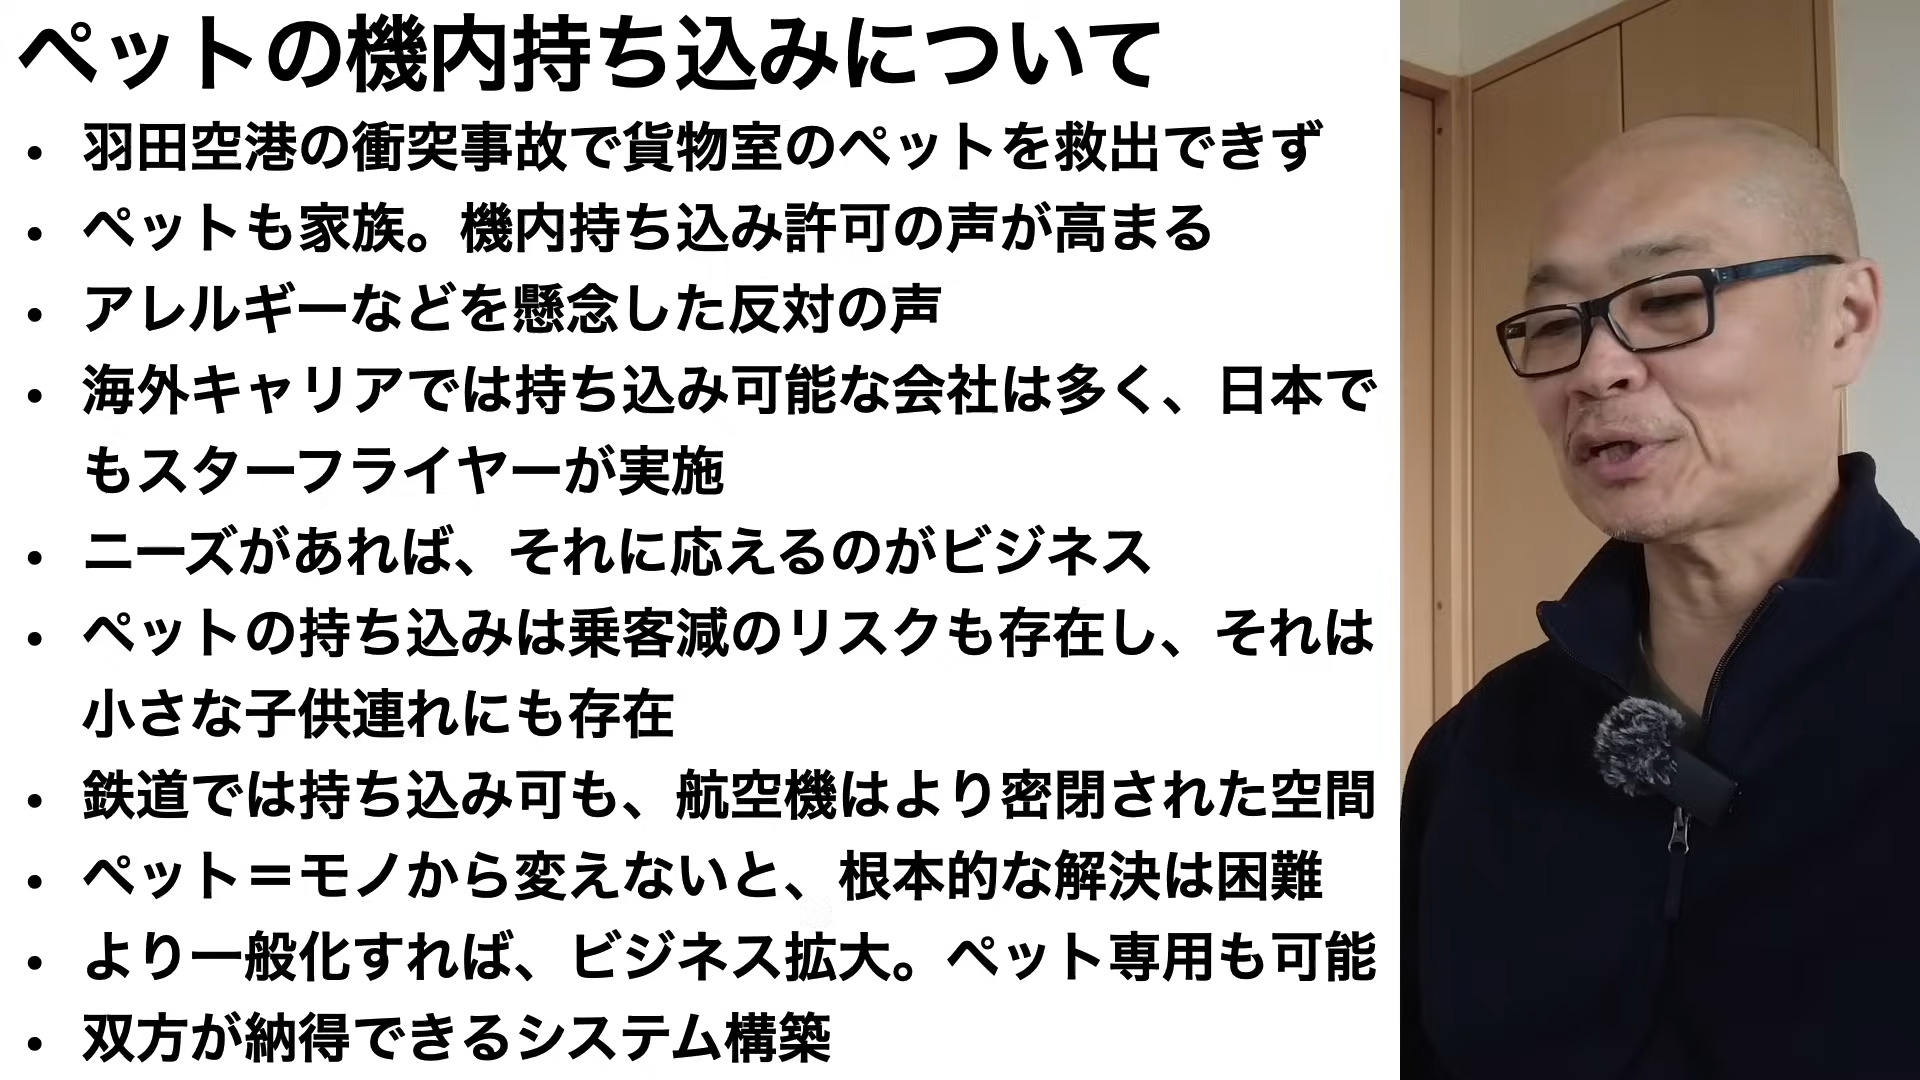 ペットの機内持ち込みについて
• 羽田空港の衝突事故で貨物室のペットを救出できず
• ペットも家族。機内持ち込み許可の声が高まる
• アレルギーなどを懸念した反対の声
• 海外キャリアでは持ち込み可能な会社は多く、日本で
もスターフライヤーが実施
• ニーズがあれば、それに応えるのがビジネス
• ペットの持ち込みは乗客減のリスクも存在し、それは
小さな子供連れにも存在
• 鉄道では持ち込み可も、航空機はより密閉された空間
• ペット＝モノから変えないと、根本的な解決は困難
• より一般化すれば、ビジネス拡大。ペット専用も可能
• 双方が納得できるシステム構築